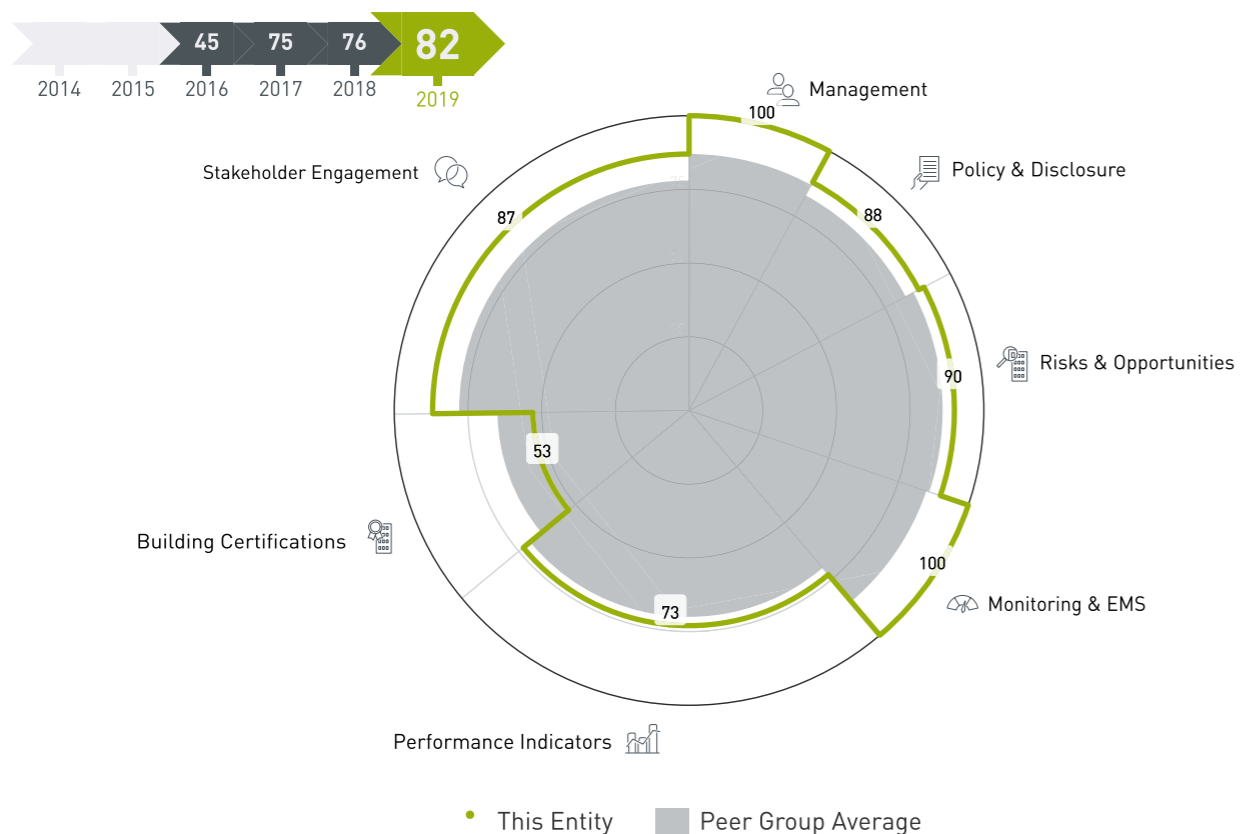 45 75 76 82
2014 2015 2016 2017 2018 2019
Management
100
Policy & Disclosure
88
Stakeholder Engagement
87
Risks & Opportunities
90
53
Building Certifications
100
Monitoring & EMS
73
Performance Indicators
This Entity Peer Group Average